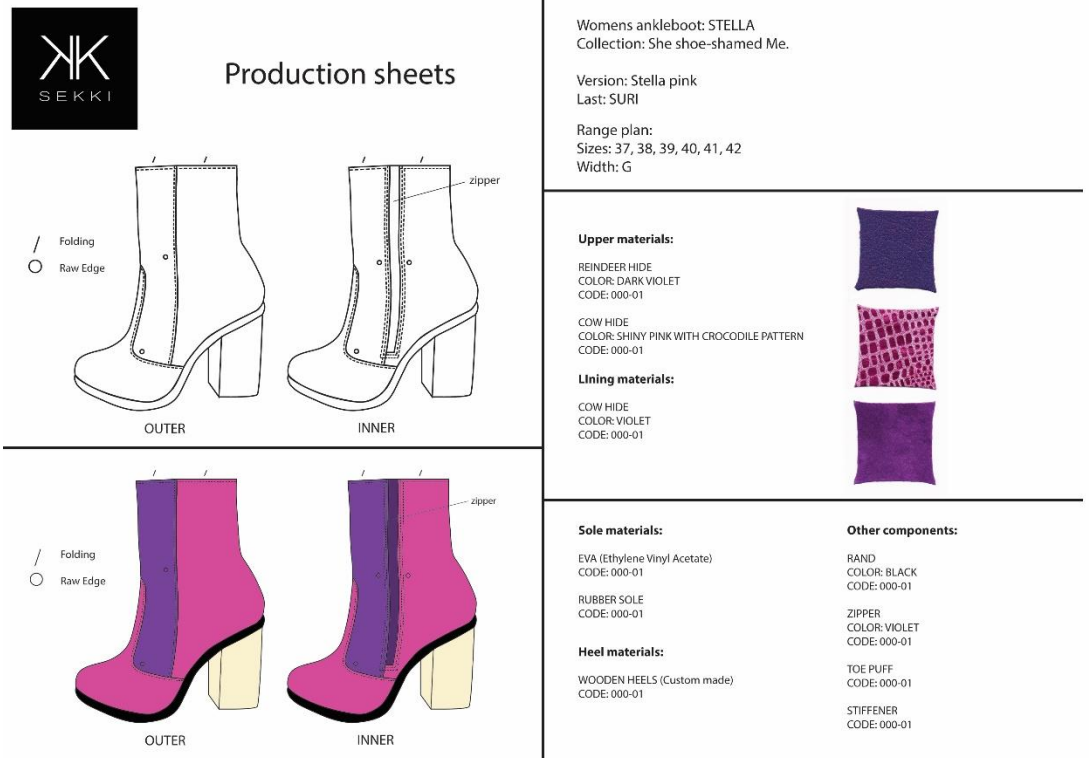 SEKKI
Production sheets
zipper
Folding
Raw Edge
OUTER
INNER
zipper
Folding
Raw Edge
OUTER
INNER
Womens ankleboot: STELLA
Collection: She shoe-shamed Me.
Version: Stella pink
Last: SURI
Range plan:
Sizes: 37, 38, 39, 40, 41, 42
Width: G
Upper materials:
REINDEER HIDE
COLOR: DARK VIOLET
CODE: 000-01
COW HIDE
COLOR: SHINY PINK WITH CROCODILE PATTERN
CODE: 000-01
LIning materials:
COW HIDE
COLOR: VIOLET
CODE: 000-01
Sole materials:
EVA (Ethylene Vinyl Acetate)
CODE: 000-01
RUBBER SOLE
CODE: 000-01
Heel materials:
WOODEN HEELS (Custom made)
CODE: 000-01
Other components:
RAND
COLOR: BLACK
CODE: 000-01
ZIPPER
COLOR: VIOLET
CODE: 000-01
TOE PUFF
CODE: 000-01
STIFFENER
CODE: 000-01